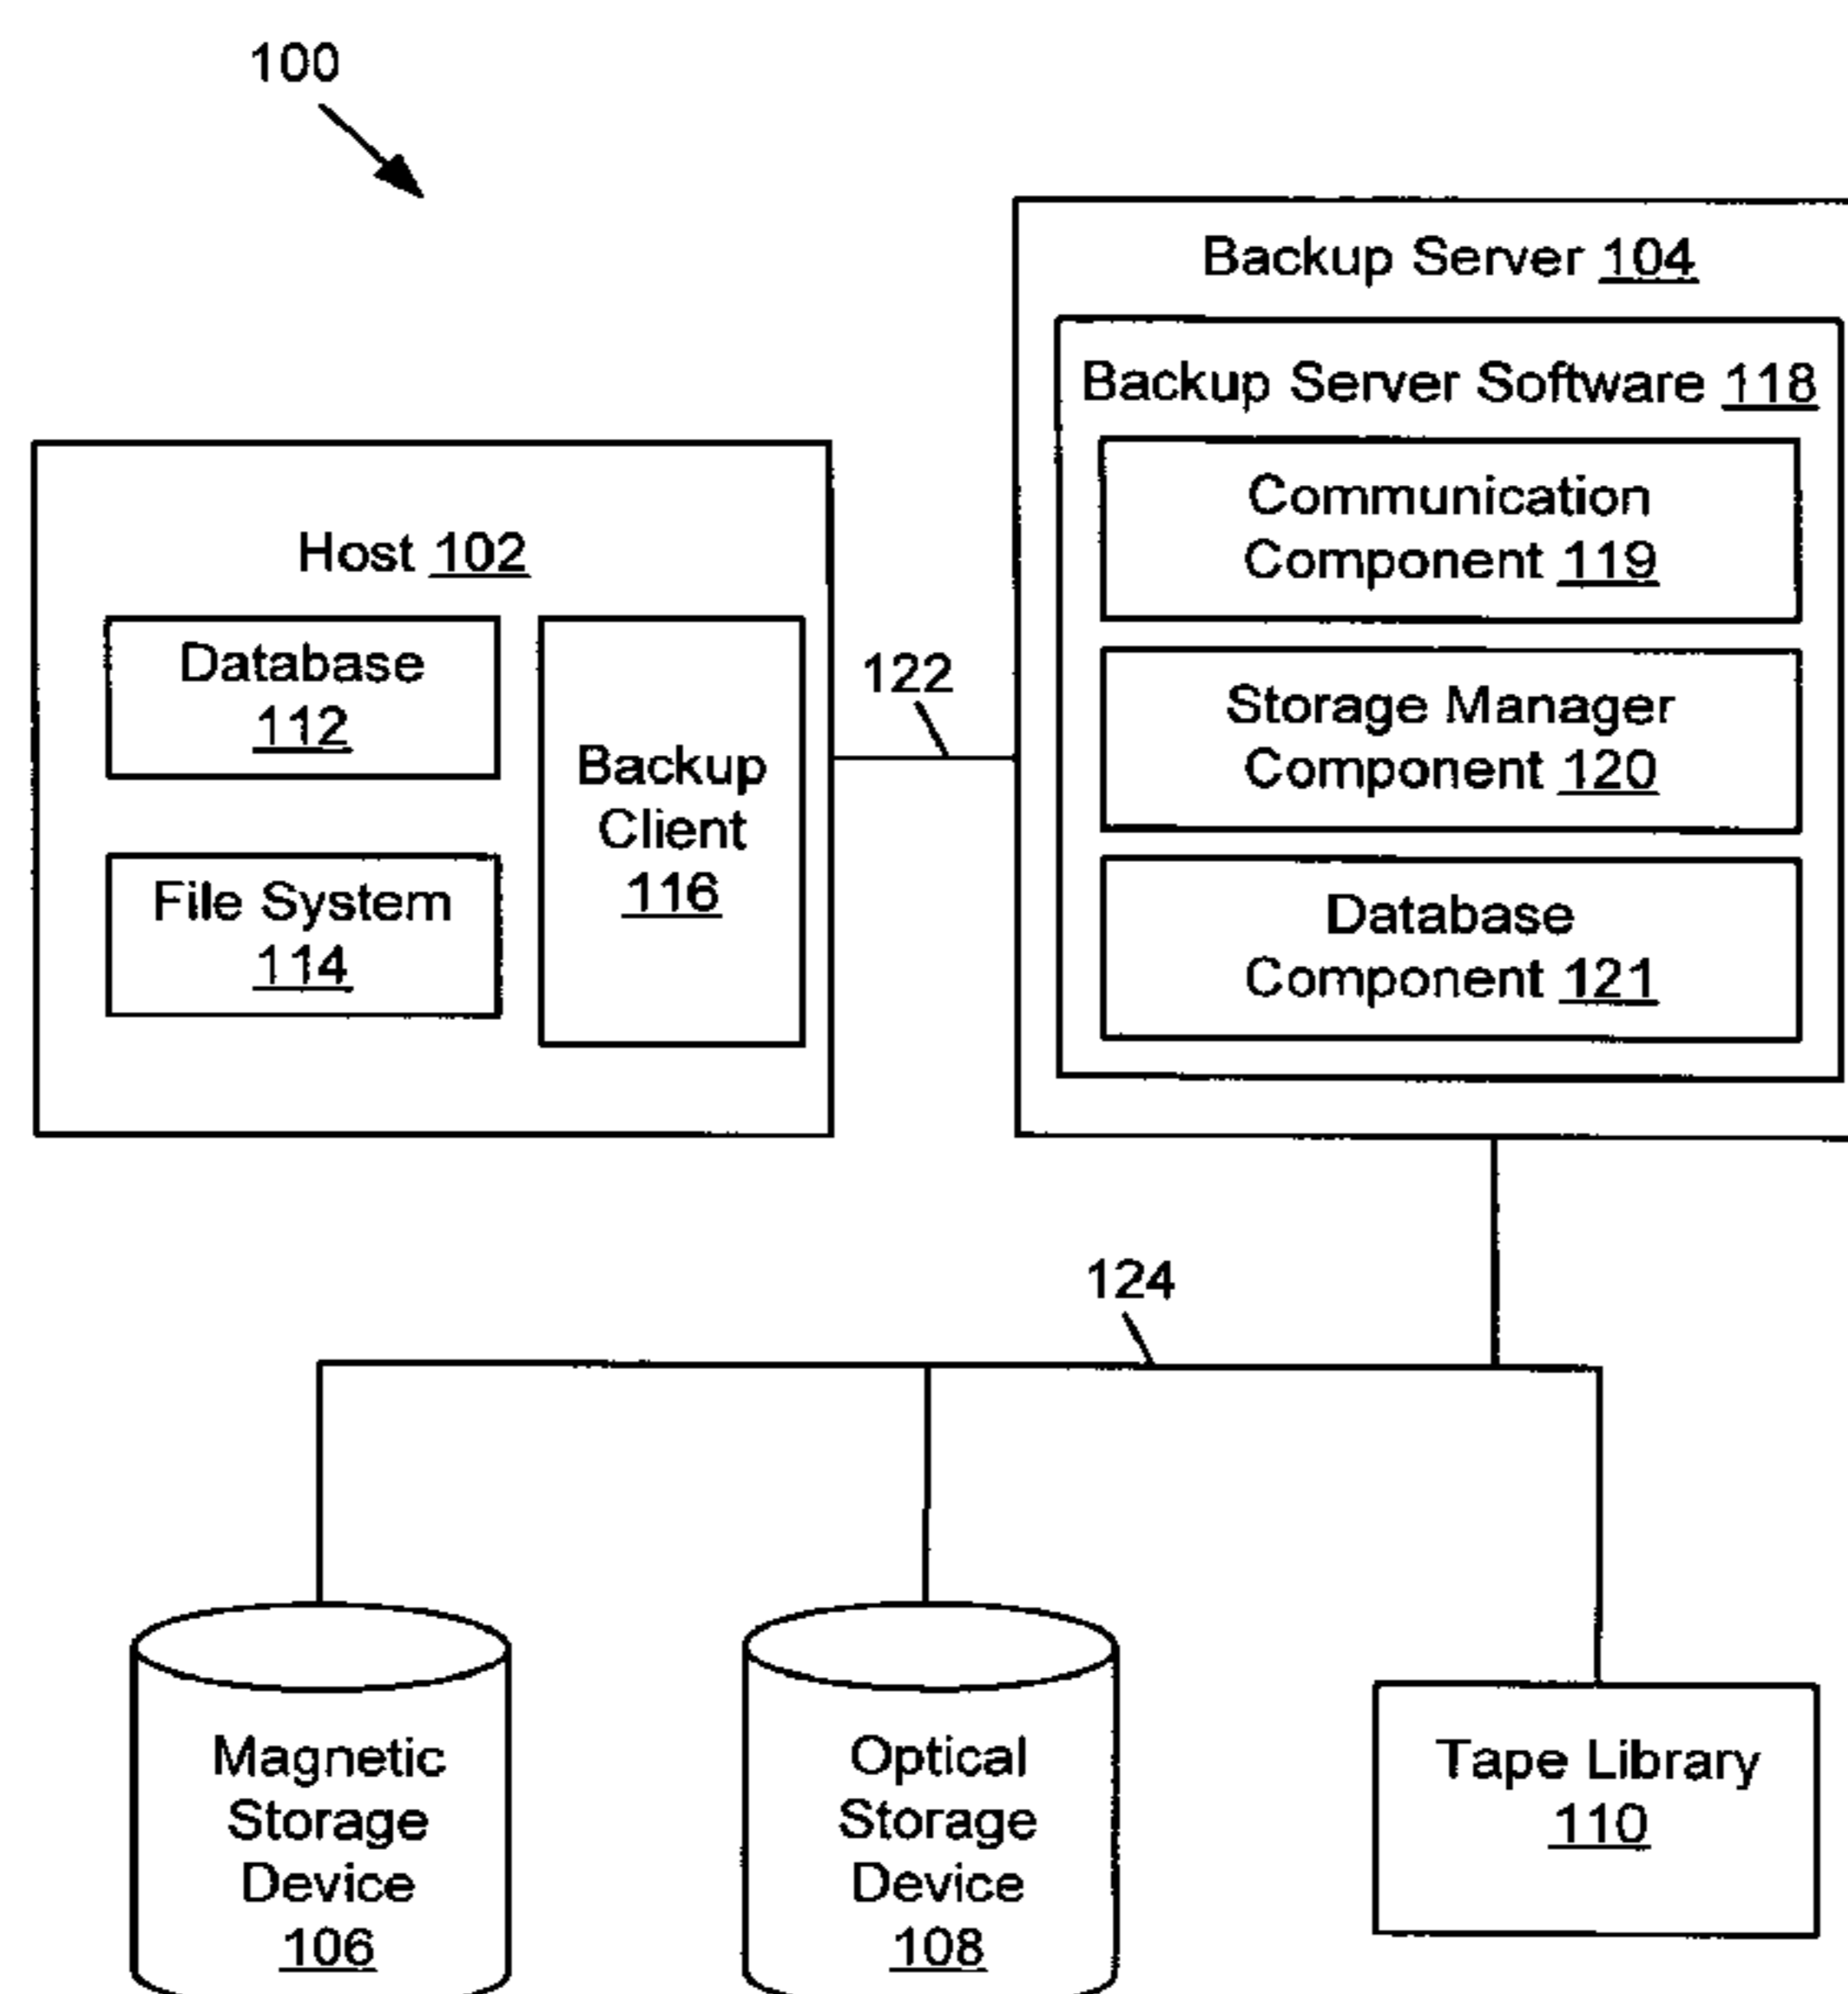 100
Backup Server 104
Backup Server Software 118
Communication
Component 119
Storage Manager
Component 120
Database
Component 121
Host 102
Database
112
File System
114
Backup
Client
116
122
124
Magnetic
Storage
Device
106
Optical
Storage
Device
108
Tape Library
110